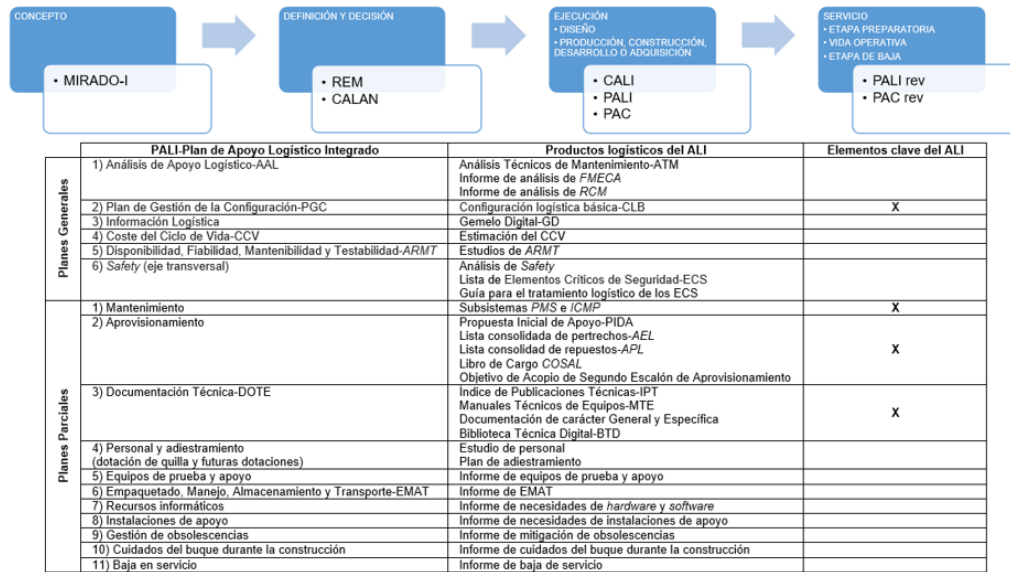 CONCEPTO
• MIRADO-I
DEFINICIÓN Y DECISIÓN
• REM
• CALAN
EJECUCIÓN
• DISEÑO
• PRODUCCIÓN, CONSTRUCCIÓN,
DESARROLLO O ADQUISICIÓN
• CALI
• PALI
• PAC
SERVICIO
• ETAPA PREPARATORIA
• VIDA OPERATIVA
• ETAPA DE BAJA
• PALI rev
• PAC rev
PALI-Plan de Apoyo Logístico Integrado
Productos logísticos del ALI
Elementos clave del ALI
Planes Generales
1) Análisis de Apoyo Logístico-AAL
Análisis Técnicos de Mantenimiento-ATM
Informe de análisis de FMECA
Informe de análisis de RCM
2) Plan de Gestión de la Configuración-PGC
Configuración logística básica-CLB
X
3) Información Logística
Gemelo Digital-GD
4) Coste del Ciclo de Vida-CCV
Estimación del CCV
5) Disponibilidad, Fiabilidad, Mantenibilidad y Testabilidad-ARMT
Estudios de ARMT
6) Safety (eje transversal)
Análisis de Safety
Lista de Elementos Críticos de Seguridad-ECS
Guía para el tratamiento logístico de los ECS
Planes Parciales
1) Mantenimiento
Subsistemas PMS e ICMP
X
2) Aprovisionamiento
Propuesta Inicial de Apoyo-PIDA
Lista consolidada de pertrechos-AEL
Lista consolidad de repuestos-APL
Libro de Cargo COSAL
Objetivo de Acopio de Segundo Escalón de Aprovisionamiento
X
3) Documentación Técnica-DOTE
Índice de Publicaciones Técnicas-IPT
Manuales Técnicos de Equipos-MTE
Documentación de carácter General y Específica
Biblioteca Técnica Digital-BTD
X
4) Personal y adiestramiento
(dotación de quilla y futuras dotaciones)
Estudio de personal
Plan de adiestramiento
5) Equipos de prueba y apoyo
Informe de equipos de prueba y apoyo
6) Empaquetado, Manejo, Almacenamiento y Transporte-EMAT
Informe de EMAT
7) Recursos informáticos
Informe de necesidades de hardware y software
8) Instalaciones de apoyo
Informe de necesidades de instalaciones de apoyo
9) Gestión de obsolescencias
Informe de mitigación de obsolescencias
10) Cuidados del buque durante la construcción
Informe de cuidados del buque durante la construcción
11) Baja en servicio
Informe de baja de servicio